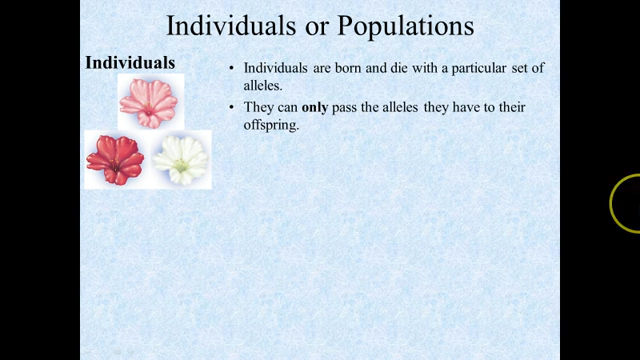 Individuals or Populations
Individuals
• Individuals are born and die with a particular set of
alleles.
• They can only pass the alleles they have to their
offspring.